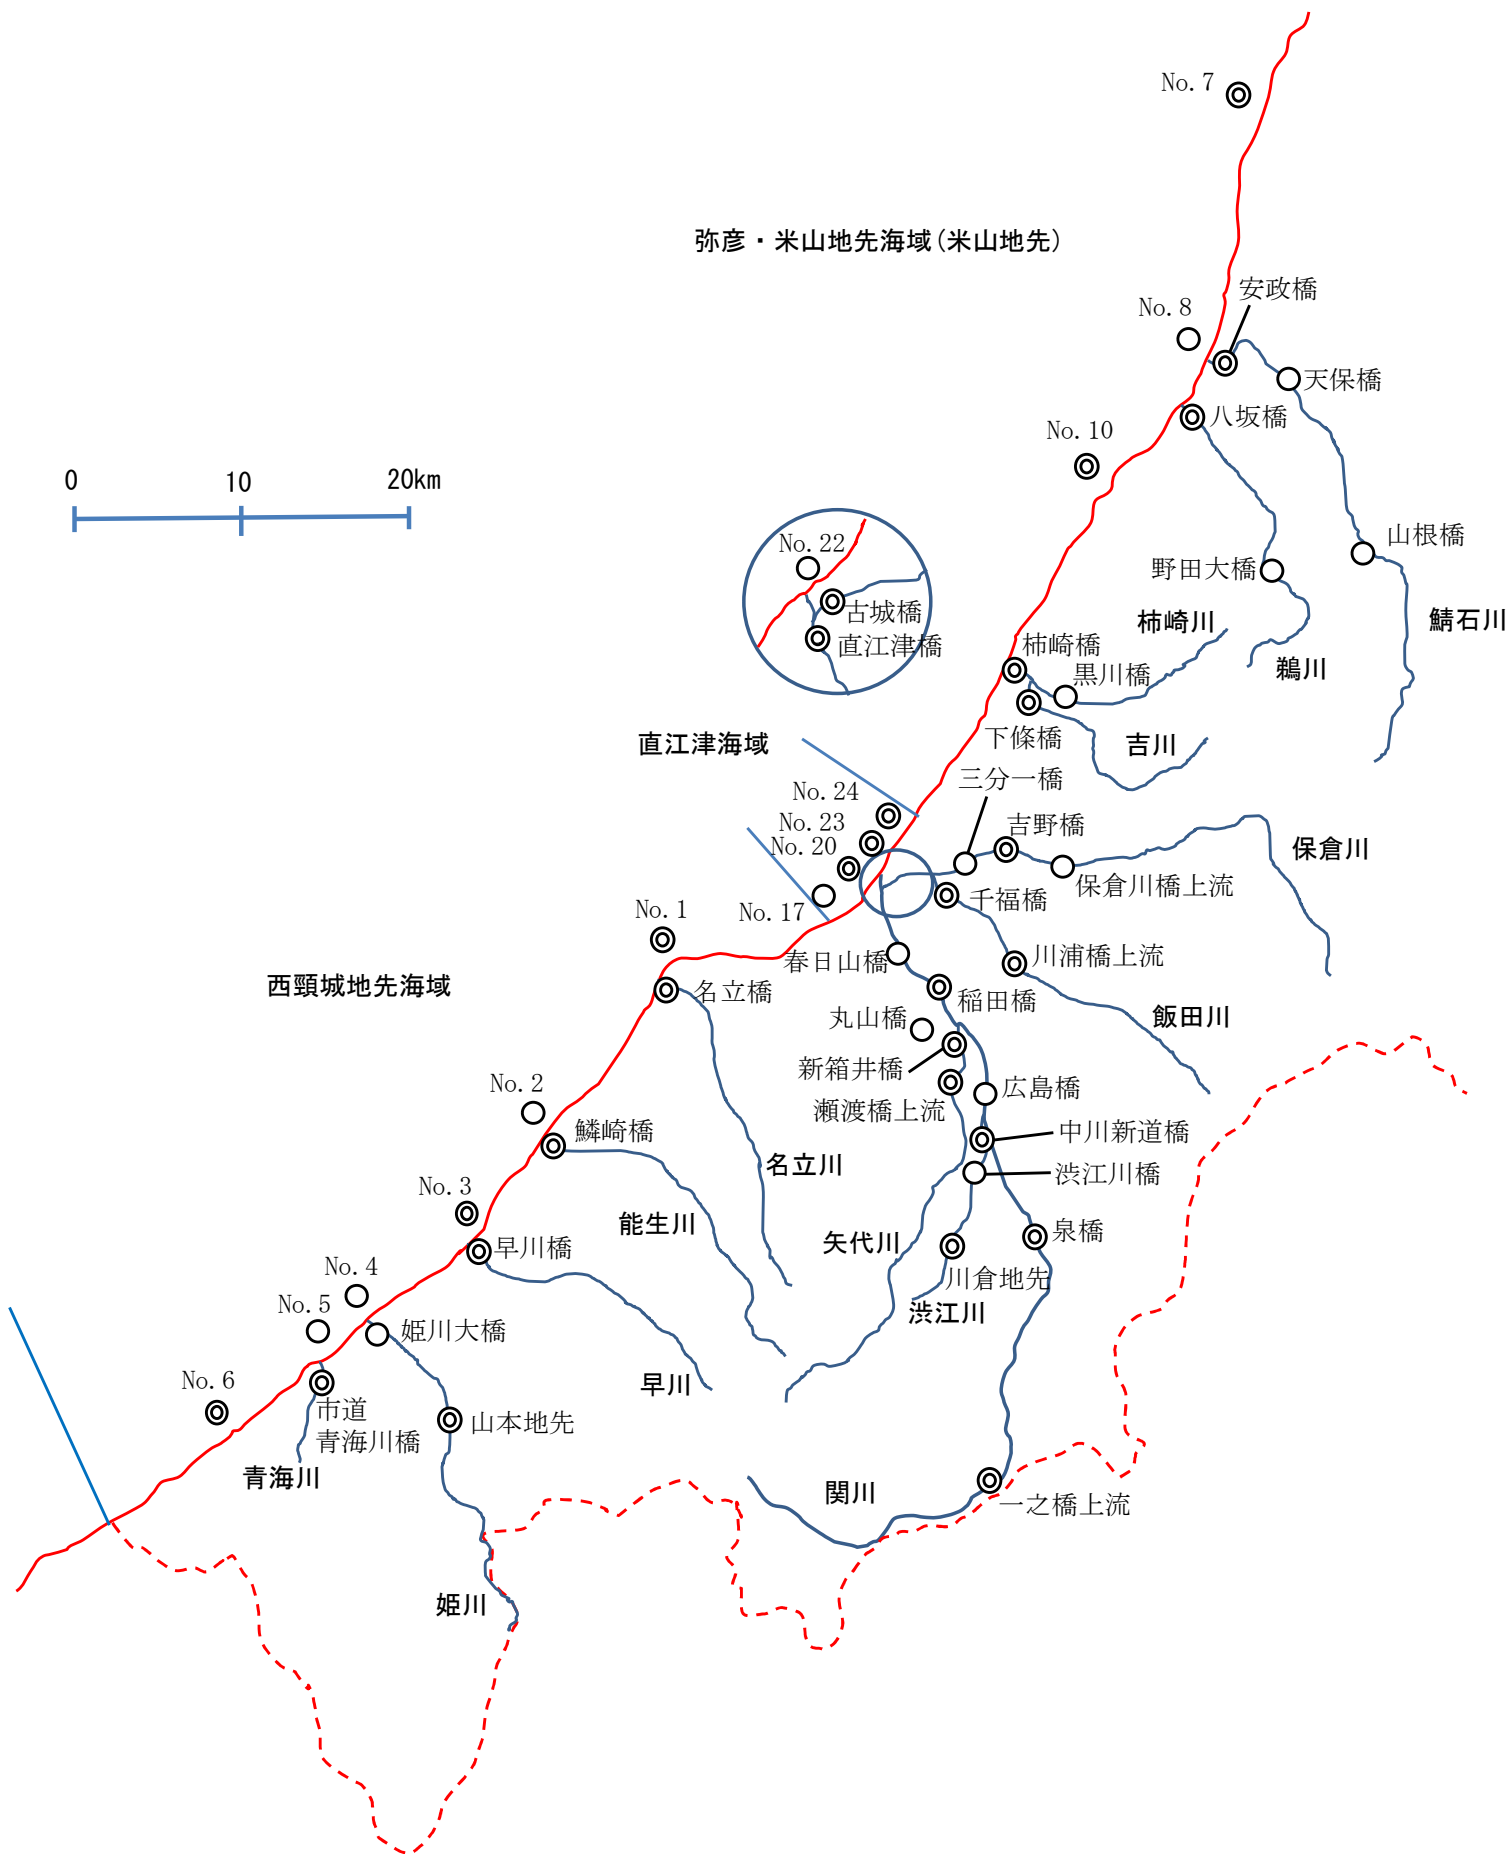 No. 7
弥彦・米山地先海域(米山地先)
安政橋
No. 8
天保橋
八坂橋
No. 10
0
10
20km
山根橋
No. 22
野田大橋
古城橋
柿崎川
鯖石川
直江津橋
柿崎橋
鵜川
黒川橋
下條橋
吉川
直江津海域
三分一橋
No. 24
No. 23
吉野橋
No. 20
保倉川
保倉川橋上流
千福橋
No. 17
No. 1
川浦橋上流
春日山橋
西頸城地先海域
名立橋
稲田橋
飯田川
丸山橋
新箱井橋
No. 2
広島橋
瀬渡橋上流
鱗崎橋
中川新道橋
名立川
渋江川橋
No. 3
能生川
泉橋
矢代川
早川橋
No. 4
川倉地先
No. 5
渋江川
姫川大橋
No. 6
早川
市道
青海川橋
山本地先
青海川
関川
一之橋上流
姫川